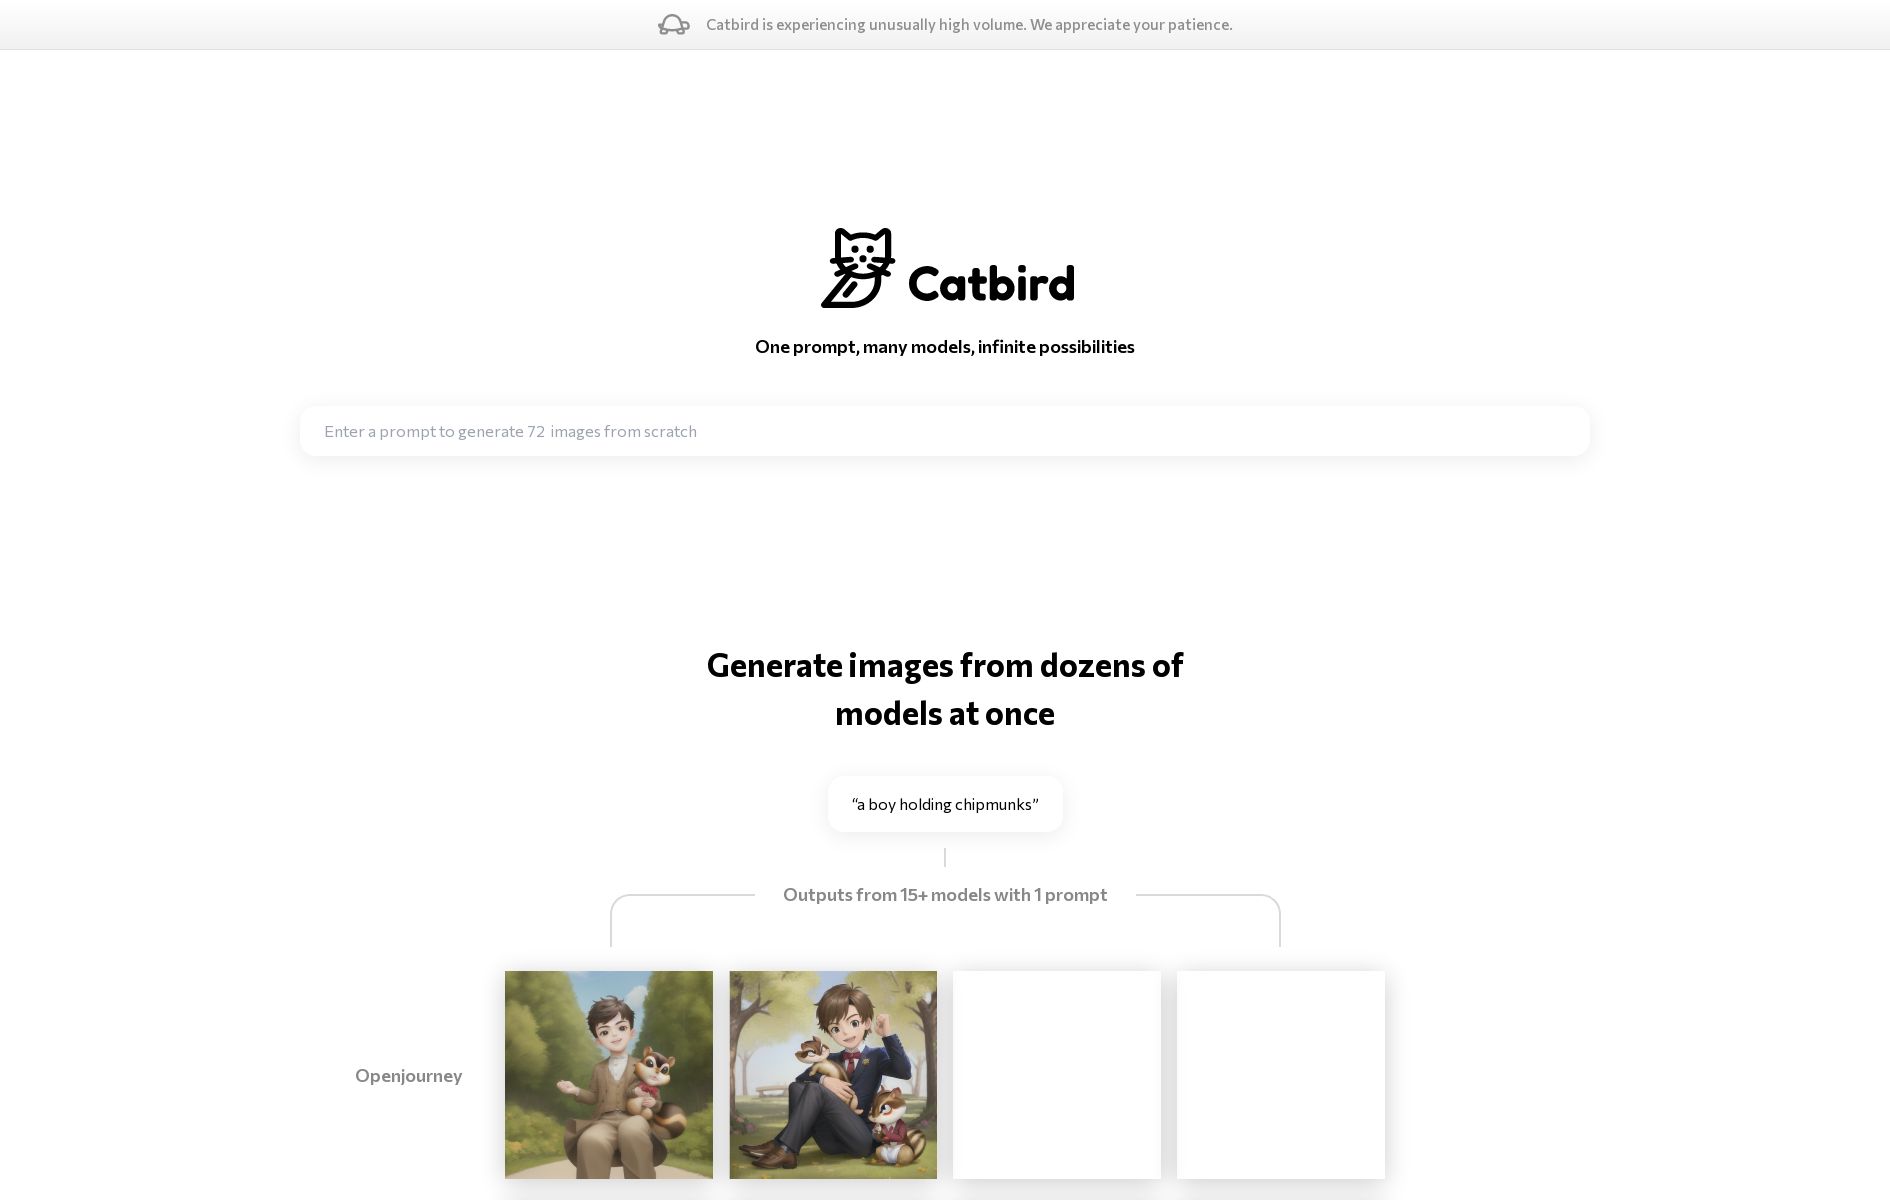 Catbird is experiencing unusually high volume. We appreciate your patience.
Catbird
One prompt, many models, infinite possibilities
Enter a prompt to generate 72 images from scratch
Generate images from dozens of
models at once
“a boy holding chipmunks”
Outputs from 15+ models with 1 prompt
Openjourney